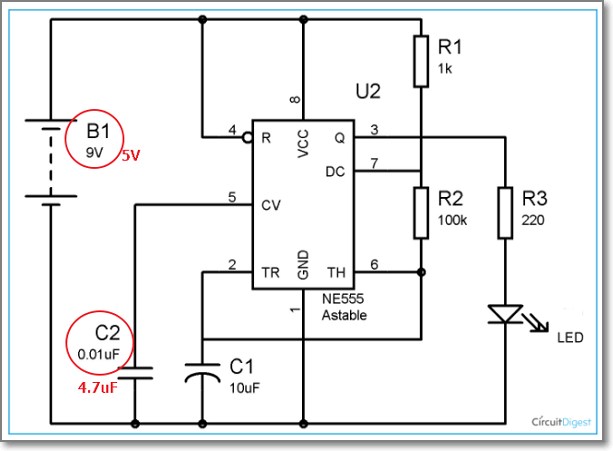 R1
1k
U2
B1
9V
5V
8
VCC
4
R
Q
3
DC
7
5
CV
R2
100k
R3
220
2
TR
GND
TH
6
1
NE555
Astable
C2
0.01uF
4.7uF
C1
10uF
LED
CircuitDigest